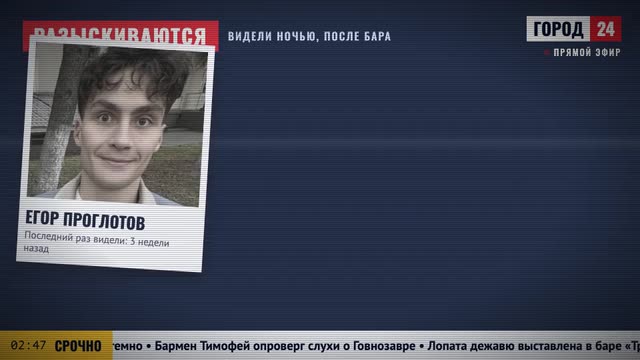 РАЗЫСКИВАЮТСЯ
ВИДЕЛИ НОЧЬЮ, ПОСЛЕ БАРА
ГОРОД 24
ПРЯМОЙ ЭФИР
ЕГОР ПРОГЛОТОВ
Последний раз видели: 3 недели
назад
02:47 СРОЧНО темно • Бармен Тимофей опроверг слухи о Говнозавре • Лопата дежавю выставлена в баре «Т